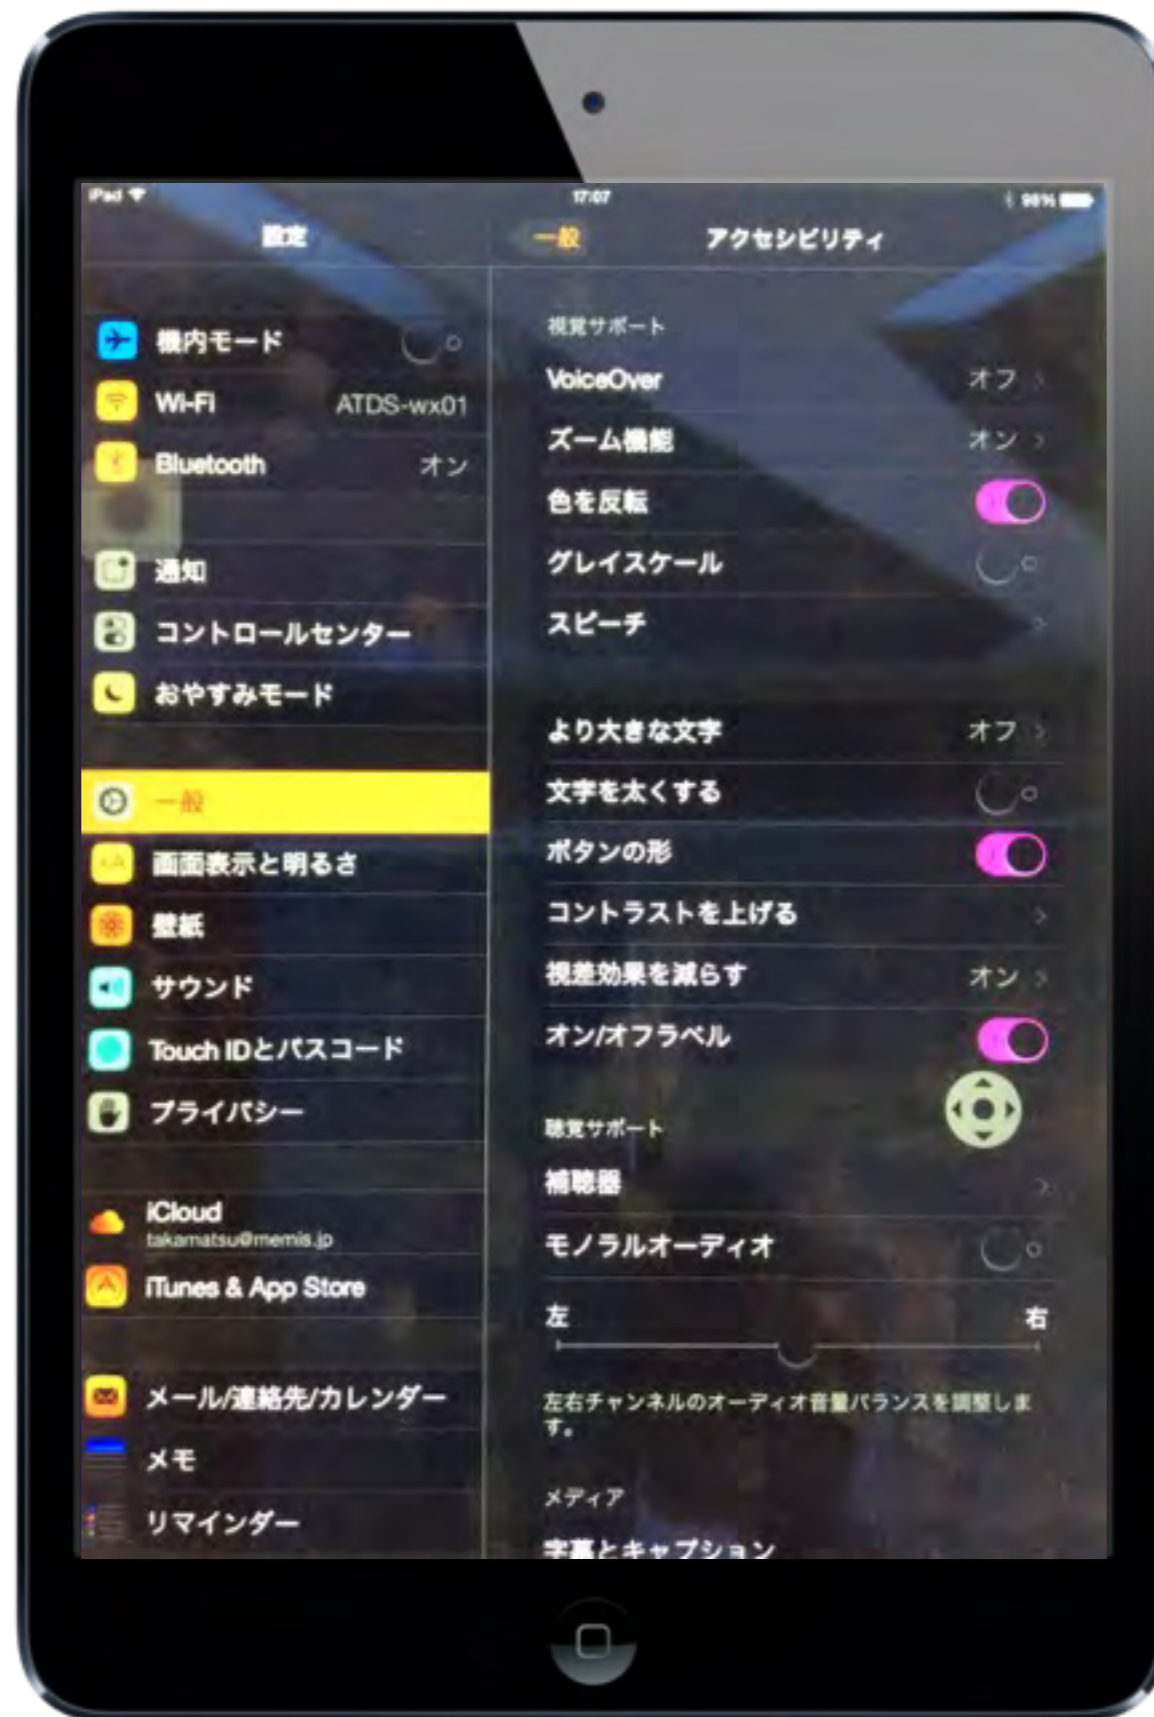 iPad
17:07
98%
設定
一般
アクセシビリティ
機内モード
Wi-Fi
ATDS-wx01
Bluetooth
オン
通知
コントロールセンター
おやすみモード
一般
画面表示と明るさ
壁紙
サウンド
Touch IDとパスコード
プライバシー
iCloud
takamatsu@memis.jp
iTunes & App Store
メール/連絡先/カレンダー
メモ
リマインダー
視覚サポート
VoiceOver
オフ
ズーム機能
オン
色を反転
グレイスケール
スピーチ
より大きな文字
オフ
文字を太くする
ボタンの形
コントラストを上げる
視差効果を減らす
オン
オン/オフラベル
聴覚サポート
補聴器
モノラルオーディオ
左
右
左右チャンネルのオーディオ音量バランスを調整しま
す。
メディア
字幕とキャプション